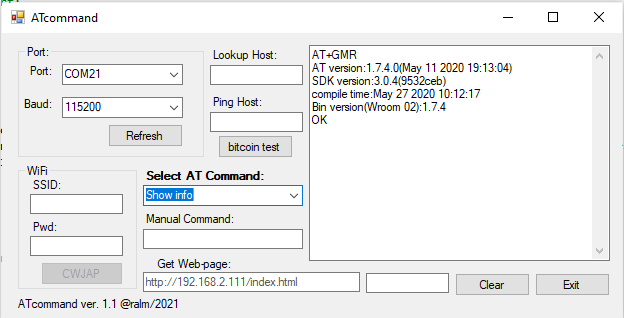 ATcommand
Port:
Port:
COM21
Baud:
115200
Refresh
Lookup Host:
Ping Host:
bitcoin test
AT+GMR
AT version:1.7.4.0(May 11 2020 19:13:04)
SDK version:3.0.4(9532ceb)
compile time:May 27 2020 10:12:17
Bin version(Wroom 02):1.7.4
OK
WiFi
SSID:
Pwd:
CWJAP
Select AT Command:
Show info
Manual Command:
Get Web-page:
http://192.168.2.111/index.html
Clear
Exit
ATcommand ver. 1.1 @ralm/2021